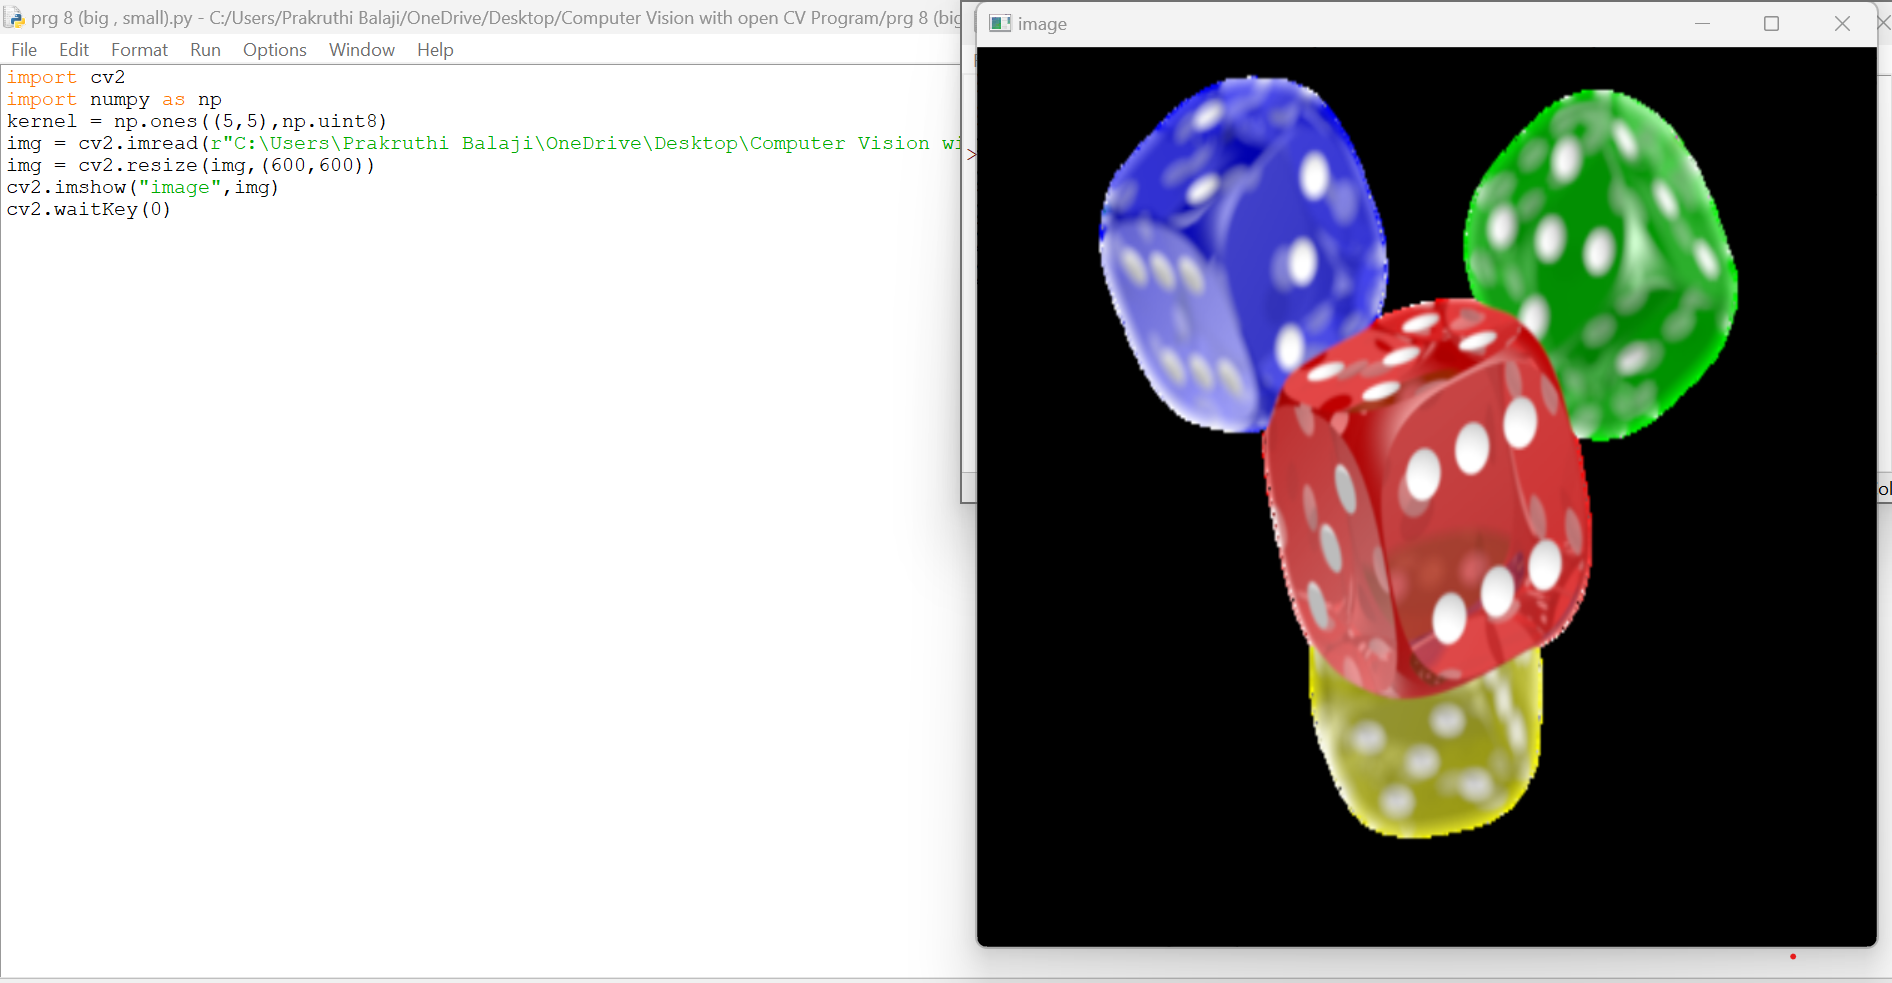 prg 8 (big , small).py - C:/Users/Prakruthi Balaji/OneDrive/Desktop/Computer Vision with open CV Program/prg 8 (big
File Edit Format Run Options Window Help
import cv2
import numpy as np
kernel = np.ones((5,5),np.uint8)
img = cv2.imread(r"C:\Users\Prakruthi Balaji\OneDrive\Desktop\Computer Vision wi
img = cv2.resize(img,(600,600))
cv2.imshow("image",img)
cv2.waitKey(0)
image
>